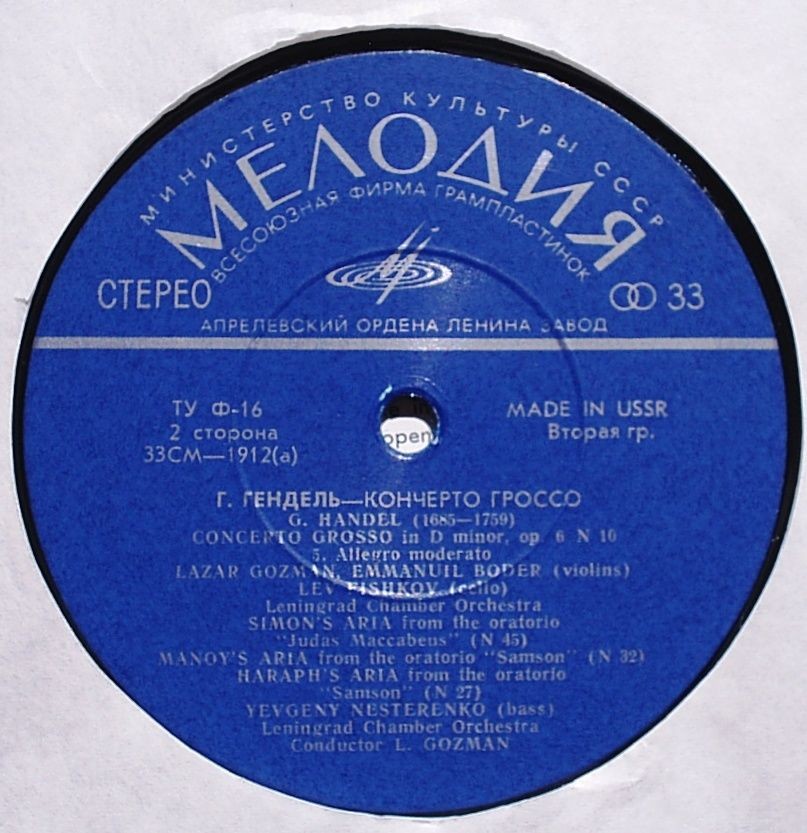 МИНИСТЕРСТВО КУЛЬТУРЫ СССР
МЕЛОДИЯ
ВСЕСОЮЗНАЯ ФИРМА ГРАМПЛАСТИНОК
СТЕРЕО
33
АПРЕЛЕВСКИЙ ОРДЕНА ЛЕНИНА ЗАВОД
ТУ Ф-16
2 сторона
33СМ—1912(а)
open
MADE IN USSR
Вторая гр.
Г. ГЕНДЕЛЬ—КОНЧЕРТО ГРОССО
G. HANDEL (1685—1759)
CONCERTO GROSSO in D minor, op. 6 N 10
5. Allegro moderato
LAZAR GOZMAN, EMMANUIL BODER (violins)
LEV FISHKOV (cello)
Leningrad Chamber Orchestra
SIMON'S ARIA from the oratorio
"Judas Maccabeus" (N 45)
MANOY'S ARIA from the oratorio "Samson" (N 32)
HARAPH'S ARIA from the oratorio
"Samson" (N 27)
YEVGENY NESTERENKO (bass)
Leningrad Chamber Orchestra
Conductor L. GOZMAN